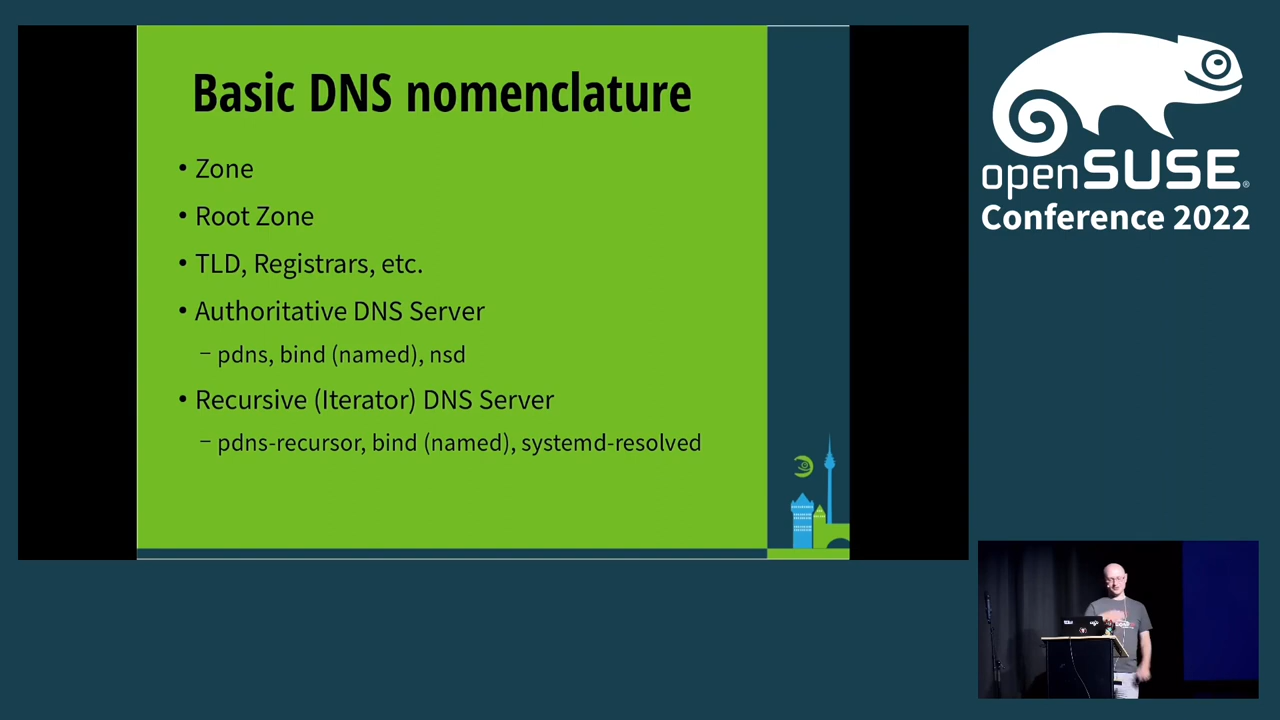 Basic DNS nomenclature
• Zone
• Root Zone
• TLD, Registrars, etc.
• Authoritative DNS Server
– pdns, bind (named), nsd
• Recursive (Iterator) DNS Server
– pdns-recursor, bind (named), systemd-resolved
openSUSE®
Conference 2022